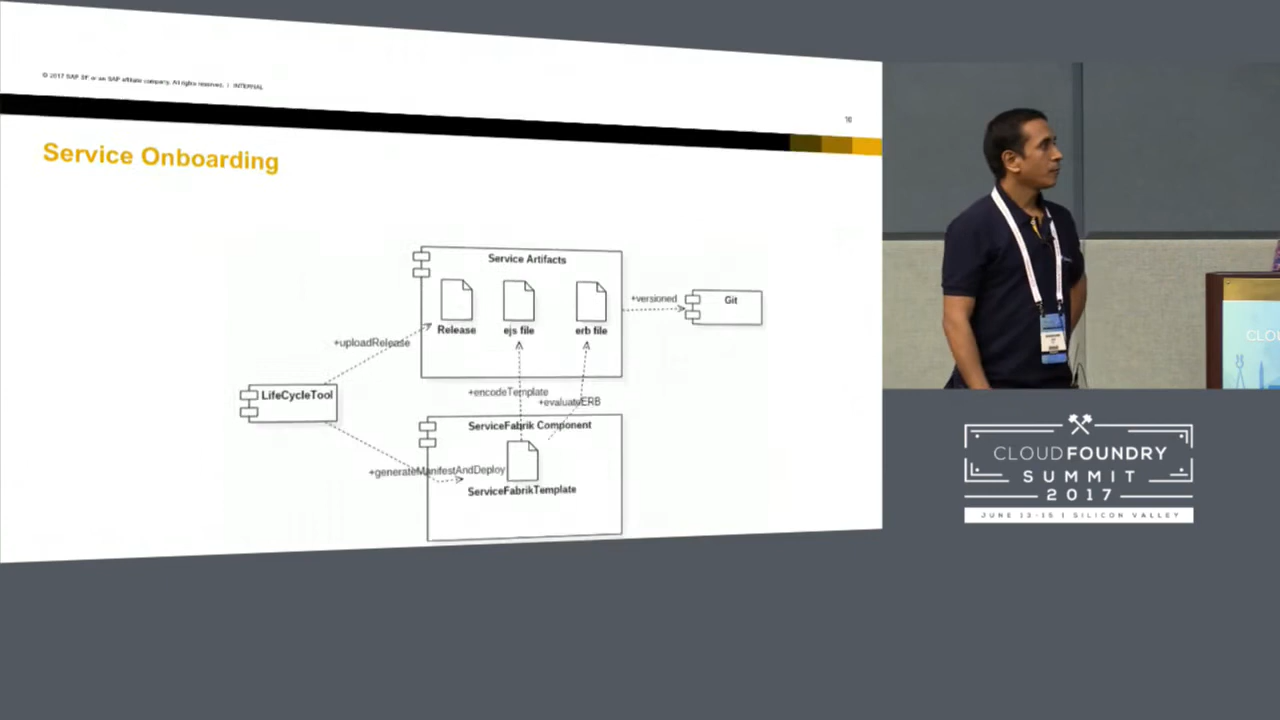 © 2017 SAP SE or an SAP affiliate company. All rights reserved. | INTERNAL
16
Service Onboarding
Service Artifacts
Release
ejs file
erb file
+versioned
Git
+uploadRelease
LifeCycleTool
+encodeTemplate
+evaluateERB
ServiceFabrik Component
+generateManifestAndDeploy
ServiceFabrikTemplate
CLOUD FOUNDRY
SUMMIT
2017
JUNE 13-15 | SILICON VALLEY
CLO